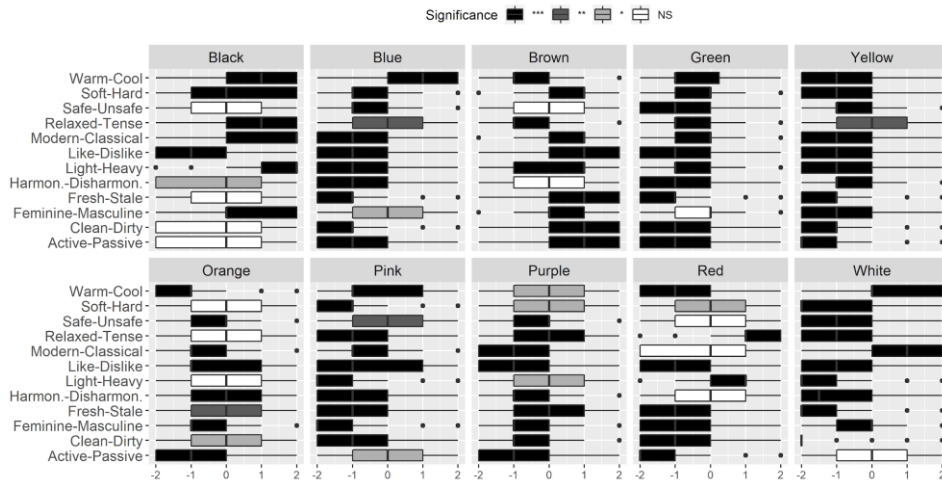 Significance *** ** * NS
Black Blue Brown Green Yellow
Warm-Cool
Soft-Hard
Safe-Unsafe
Relaxed-Tense
Modern-Classical
Like-Dislike
Light-Heavy
Harmon.-Disharmon.
Fresh-Stale
Feminine-Masculine
Clean-Dirty
Active-Passive
Orange Pink Purple Red White
Warm-Cool
Soft-Hard
Safe-Unsafe
Relaxed-Tense
Modern-Classical
Like-Dislike
Light-Heavy
Harmon.-Disharmon.
Fresh-Stale
Feminine-Masculine
Clean-Dirty
Active-Passive
-2 -1 0 1 2 -2 -1 0 1 2 -2 -1 0 1 2 -2 -1 0 1 2 -2 -1 0 1 2